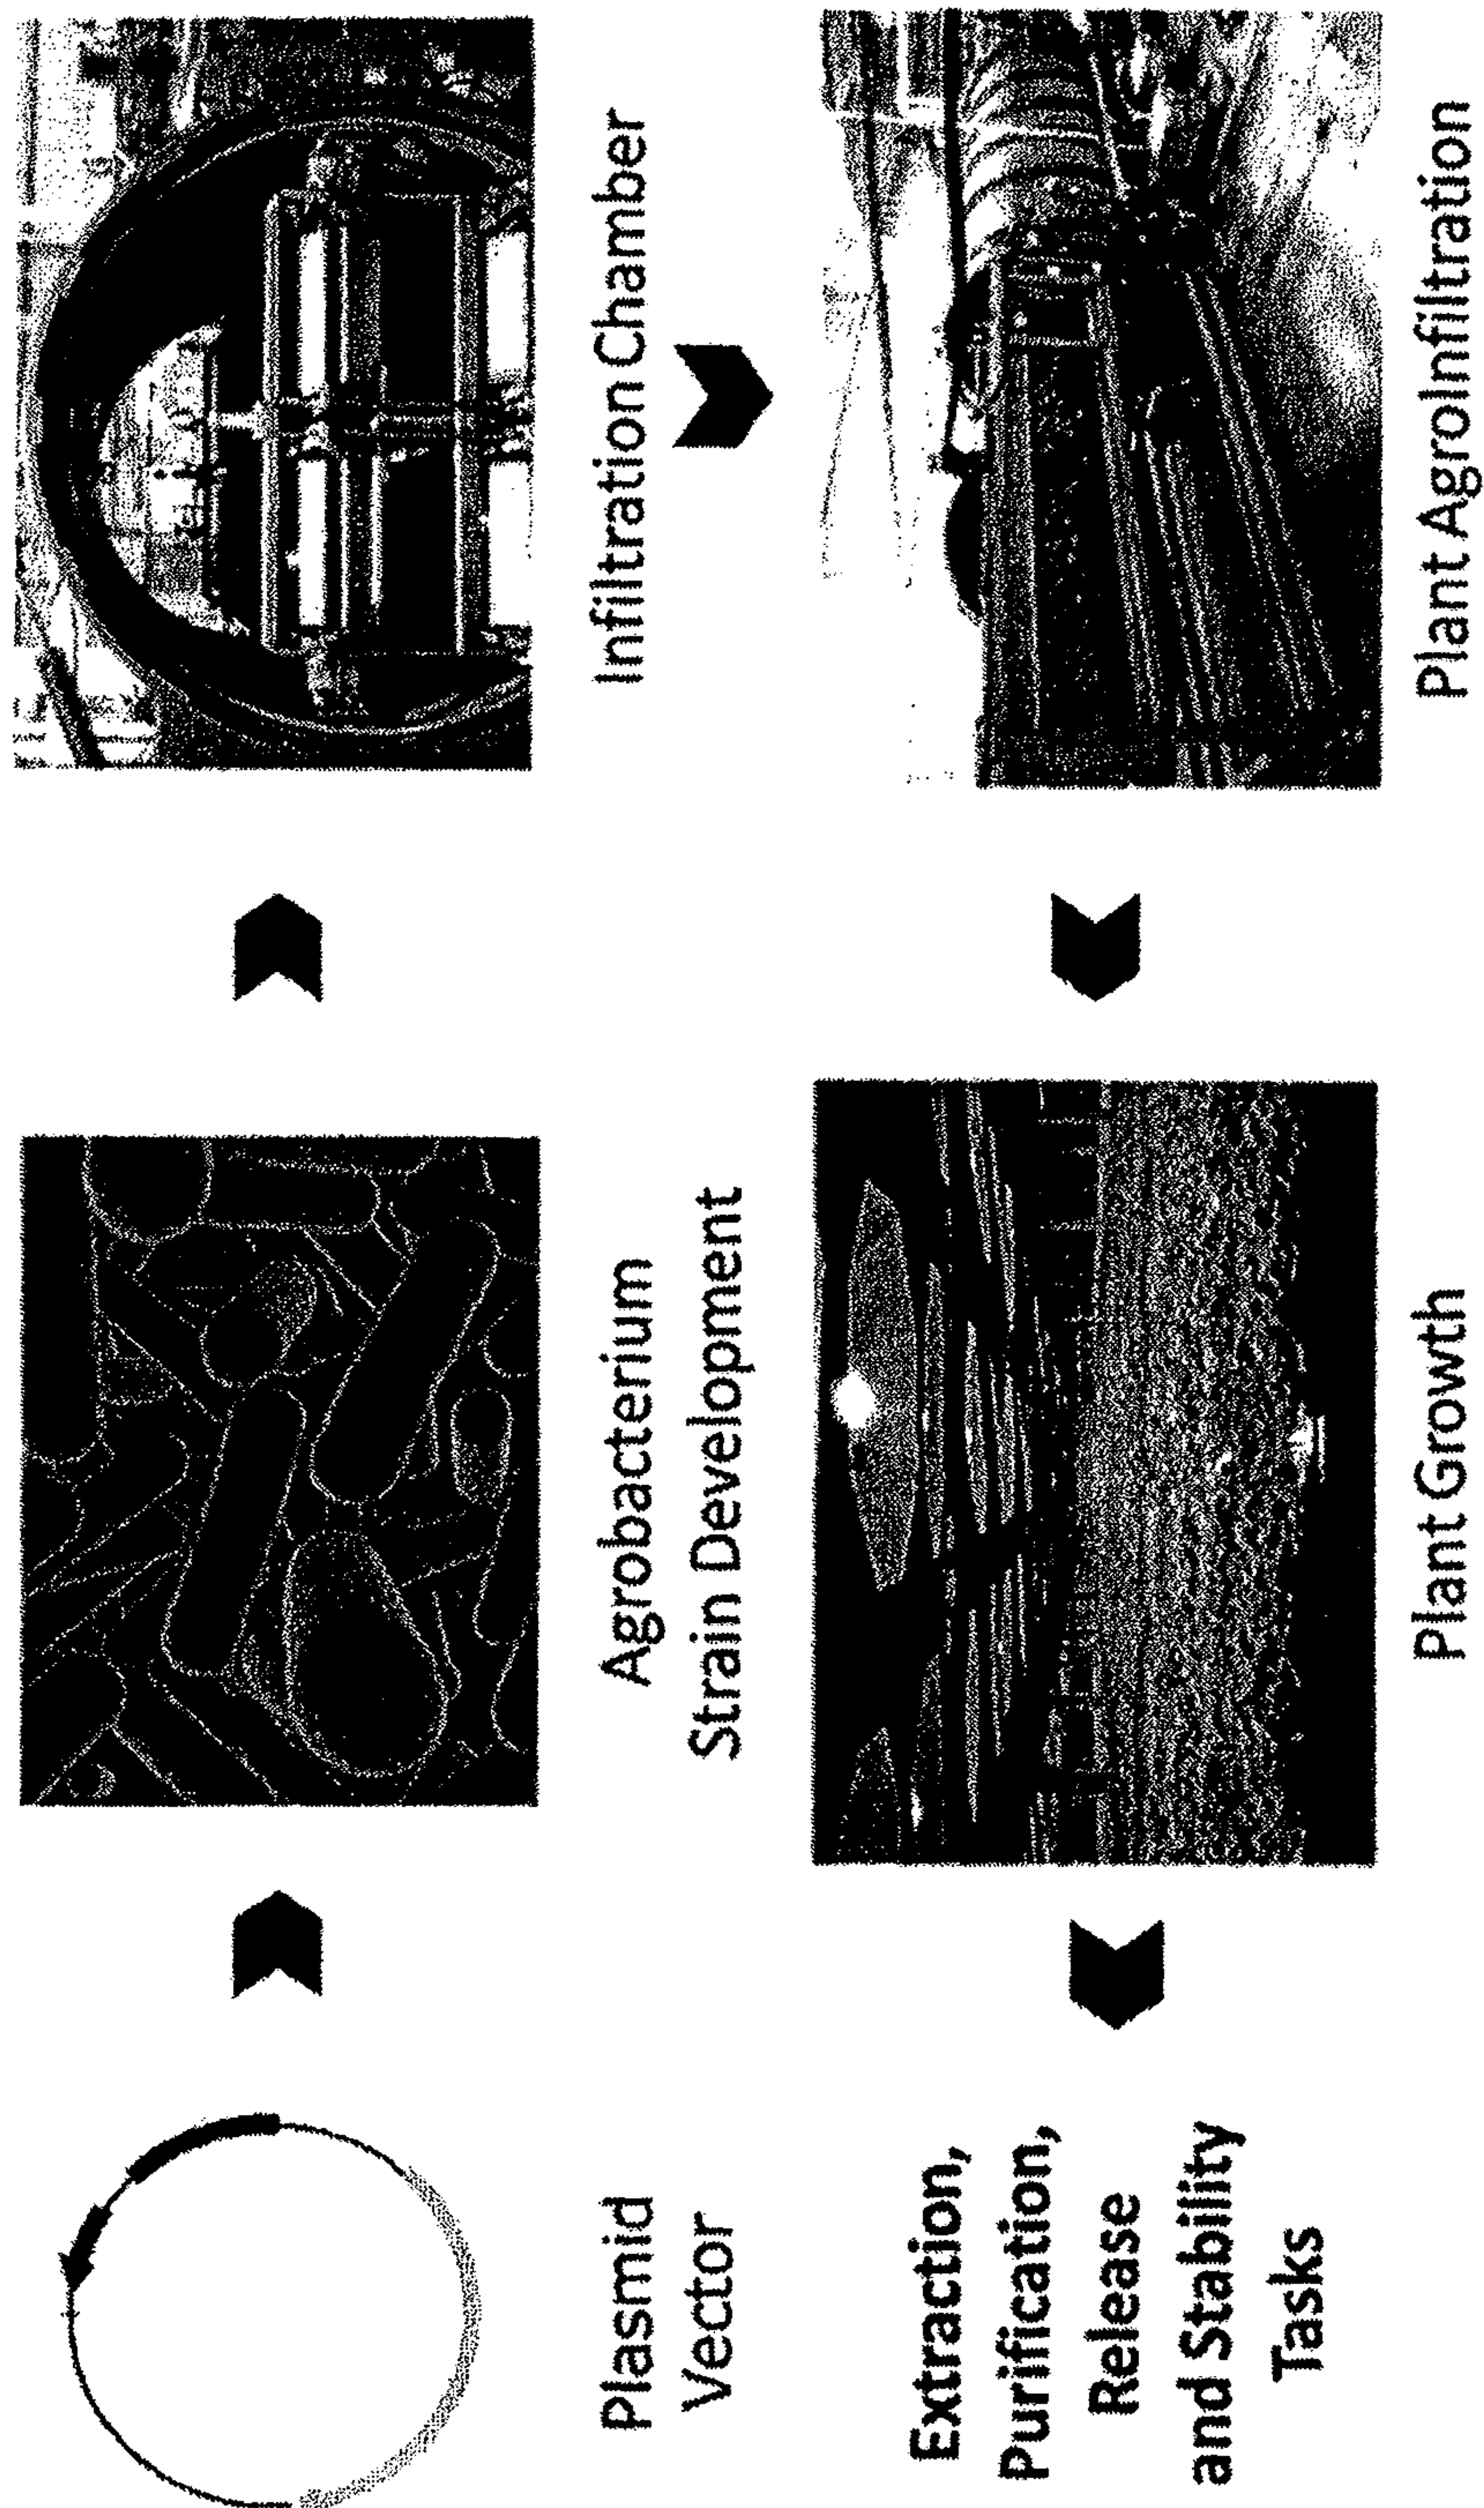 Plasmid
Vector
Agrobacterium
Strain Development
Infiltration Chamber
Plant AgroInfiltration
Plant Growth
Extraction,
Purification,
Release
and Stability
Tasks